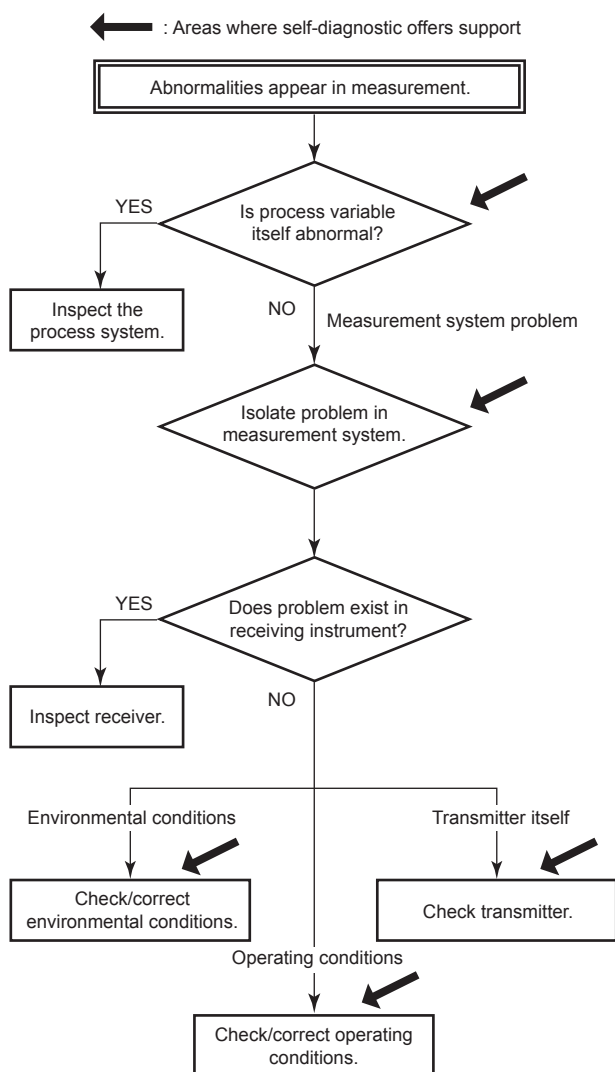 : Areas where self-diagnostic offers support
Abnormalities appear in measurement.
YES
Is process variable
itself abnormal?
Inspect the
process system.
NO
Measurement system problem
Isolate problem in
measurement system.
YES
Does problem exist in
receiving instrument?
Inspect receiver.
NO
Environmental conditions
Transmitter itself
Check/correct
environmental conditions.
Check transmitter.
Operating conditions
Check/correct operating
conditions.